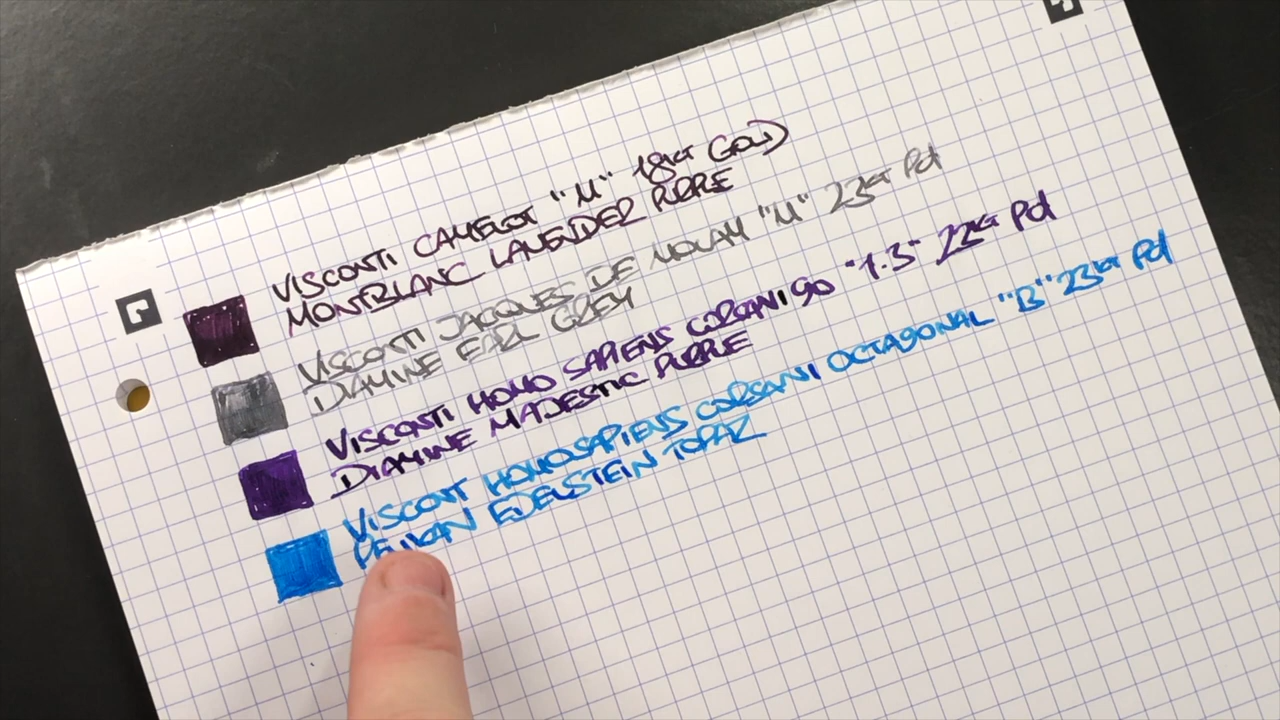 VISCONTI CAMELOT "M" 18KT GOLD
MONTBLANC LAVENDER PURPLE
VISCONTI JACQUES DE MOLAY "M" 23KT Pd
DIAMINE EARL GREY
VISCONTI HOMO SAPIENS CORSANI 90 "1.3" 22KT Pd
DIAMINE MAJESTIC PURPLE
VISCONTI HOMOSAPIENS CORSANI OCTAGONAL "B" 23KT Pd
PELIKAN EDELSTEIN TOPAZ